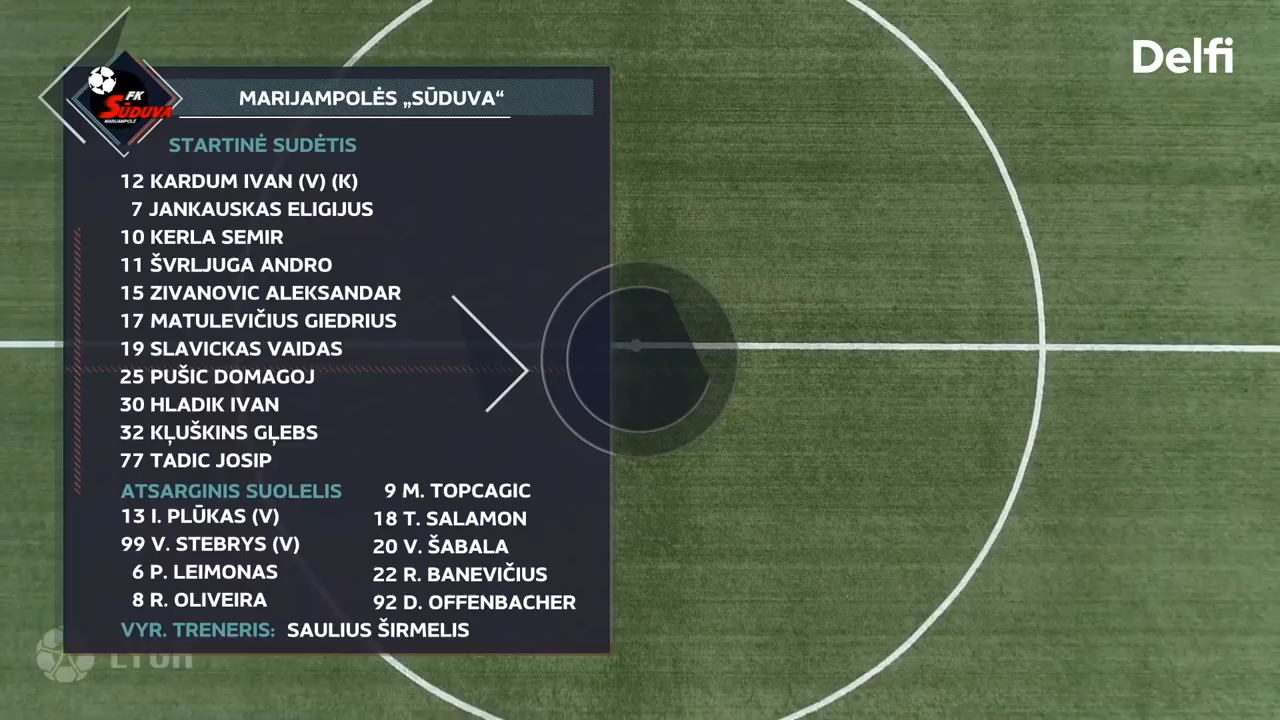 Delfi
FK
SŪDUVA
MARIJAMPOLĖ
MARIJAMPOLĖS „SŪDUVA“
STARTINĖ SUDĖTIS
12 KARDUM IVAN (V) (K)
7 JANKAUSKAS ELIGIJUS
10 KERLA SEMIR
11 ŠVRLJUGA ANDRO
15 ZIVANOVIC ALEKSANDAR
17 MATULEVIČIUS GIEDRIUS
19 SLAVICKAS VAIDAS
25 PUŠIC DOMAGOJ
30 HLADIK IVAN
32 KĻUŠKINS GĻEBS
77 TADIC JOSIP
ATSARGINIS SUOLELIS
13 I. PLŪKAS (V)
99 V. STEBRYS (V)
6 P. LEIMONAS
8 R. OLIVEIRA
9 M. TOPCAGIC
18 T. SALAMON
20 V. ŠABALA
22 R. BANEVIČIUS
92 D. OFFENBACHER
VYR. TRENERIS: SAULIUS ŠIRMELIS